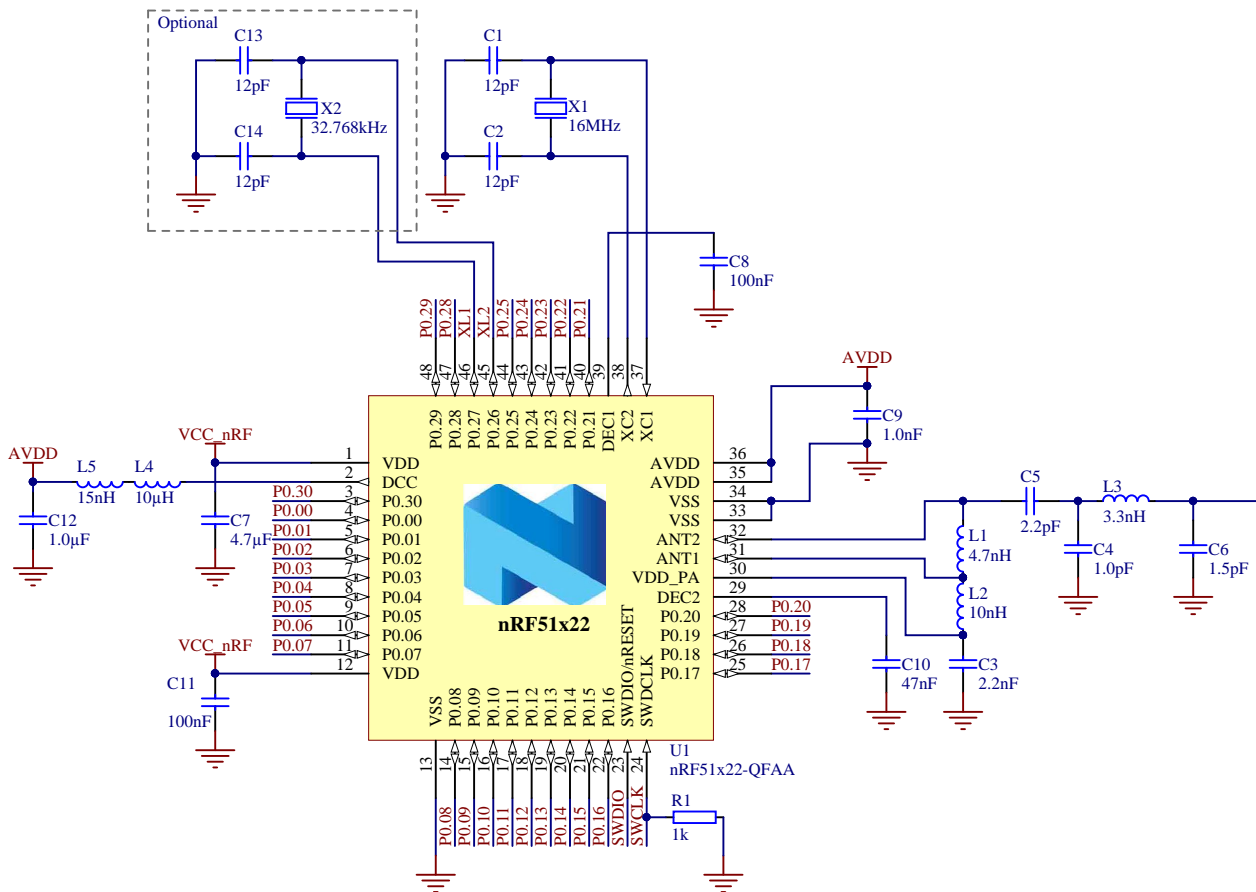 Optional
C13
12pF
X2
32.768kHz
C14
12pF
C1
12pF
X1
16MHz
C2
12pF
C8
100nF
P0.29
P0.28
XL1
XL2
P0.25
P0.24
P0.23
P0.22
P0.21
48
47
46
45
44
43
42
41
40
39
38
37
P0.29
P0.28
P0.27
P0.26
P0.25
P0.24
P0.23
P0.22
P0.21
DEC1
XC2
XC1
AVDD
C9
1.0nF
AVDD
L5
15nH
L4
10µH
C12
1.0µF
VCC_nRF
C7
4.7µF
VCC_nRF
C11
100nF
P0.30
P0.00
P0.01
P0.02
P0.03
P0.04
P0.05
P0.06
P0.07
1
2
3
4
5
6
7
8
9
10
11
12
VDD
DCC
P0.30
P0.00
P0.01
P0.02
P0.03
P0.04
P0.05
P0.06
P0.07
VDD
nRF51x22
AVDD
AVDD
VSS
VSS
ANT2
ANT1
VDD_PA
DEC2
P0.20
P0.19
P0.18
P0.17
36
35
34
33
32
31
30
29
28
27
26
25
P0.20
P0.19
P0.18
P0.17
L1
4.7nH
L2
10nH
C5
2.2pF
L3
3.3nH
C4
1.0pF
C6
1.5pF
C10
47nF
C3
2.2nF
VSS
P0.08
P0.09
P0.10
P0.11
P0.12
P0.13
P0.14
P0.15
P0.16
SWDIO/nRESET
SWDCLK
13
14
15
16
17
18
19
20
21
22
23
24
P0.08
P0.09
P0.10
P0.11
P0.12
P0.13
P0.14
P0.15
P0.16
SWDIO
SWCLK
U1
nRF51x22-QFAA
R1
1k